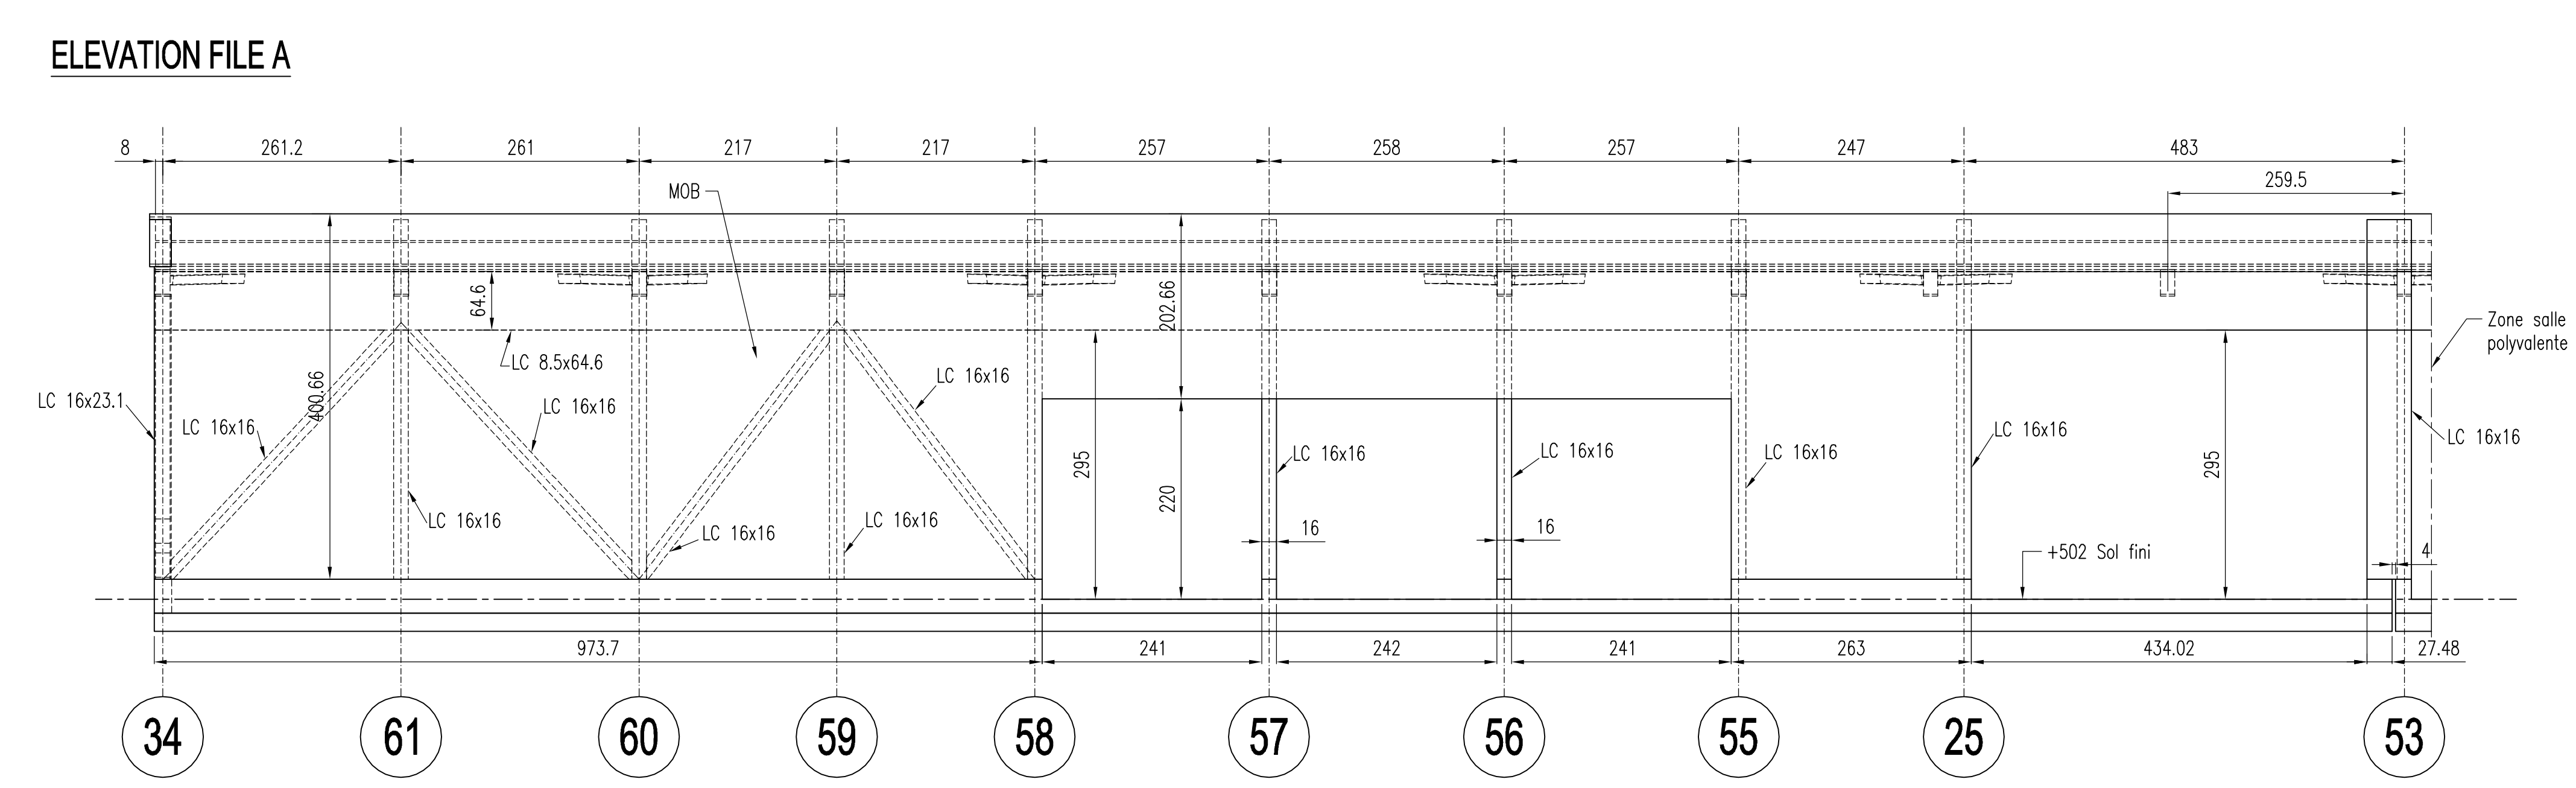 ELEVATION FILE A
8
261.2
261
217
217
257
258
257
247
483
259.5
MOB
64.6
202.66
400.66
LC 8.5x64.6
LC 16x16
LC 16x23.1
LC 16x16
LC 16x16
LC 16x16
LC 16x16
LC 16x16
295
220
LC 16x16
LC 16x16
LC 16x16
LC 16x16
LC 16x16
295
16
16
+502 Sol fini
4
Zone salle
polyvalente
973.7
241
242
241
263
434.02
27.48
34
61
60
59
58
57
56
55
25
53